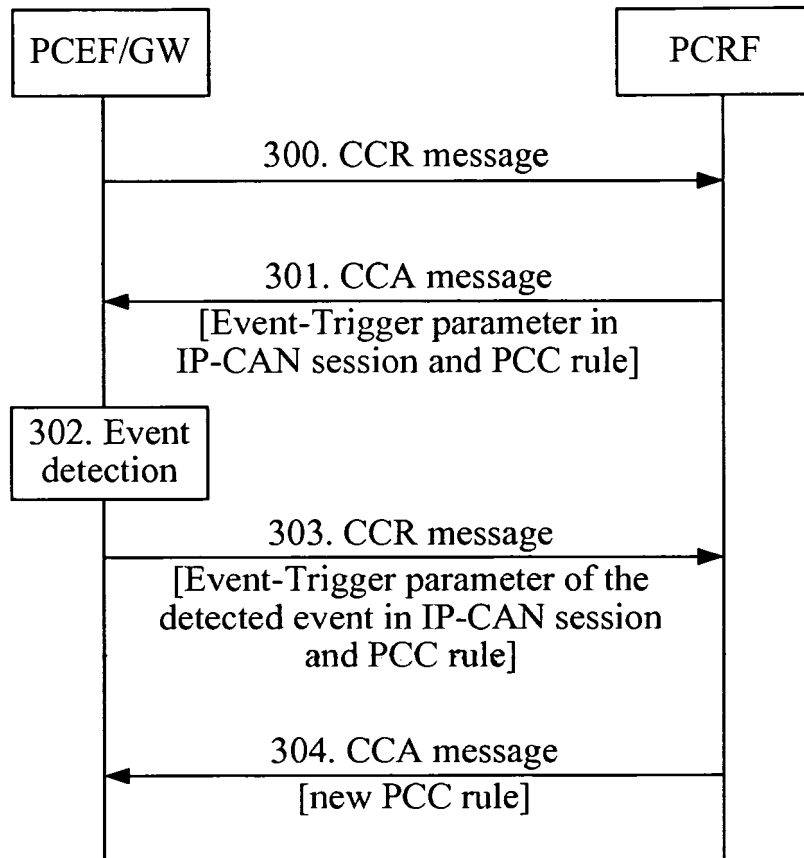 PCEF/GW
PCRF
300. CCR message
301. CCA message
[Event-Trigger parameter in
IP-CAN session and PCC rule]
302. Event
detection
303. CCR message
[Event-Trigger parameter of the
detected event in IP-CAN session
and PCC rule]
304. CCA message
[new PCC rule]